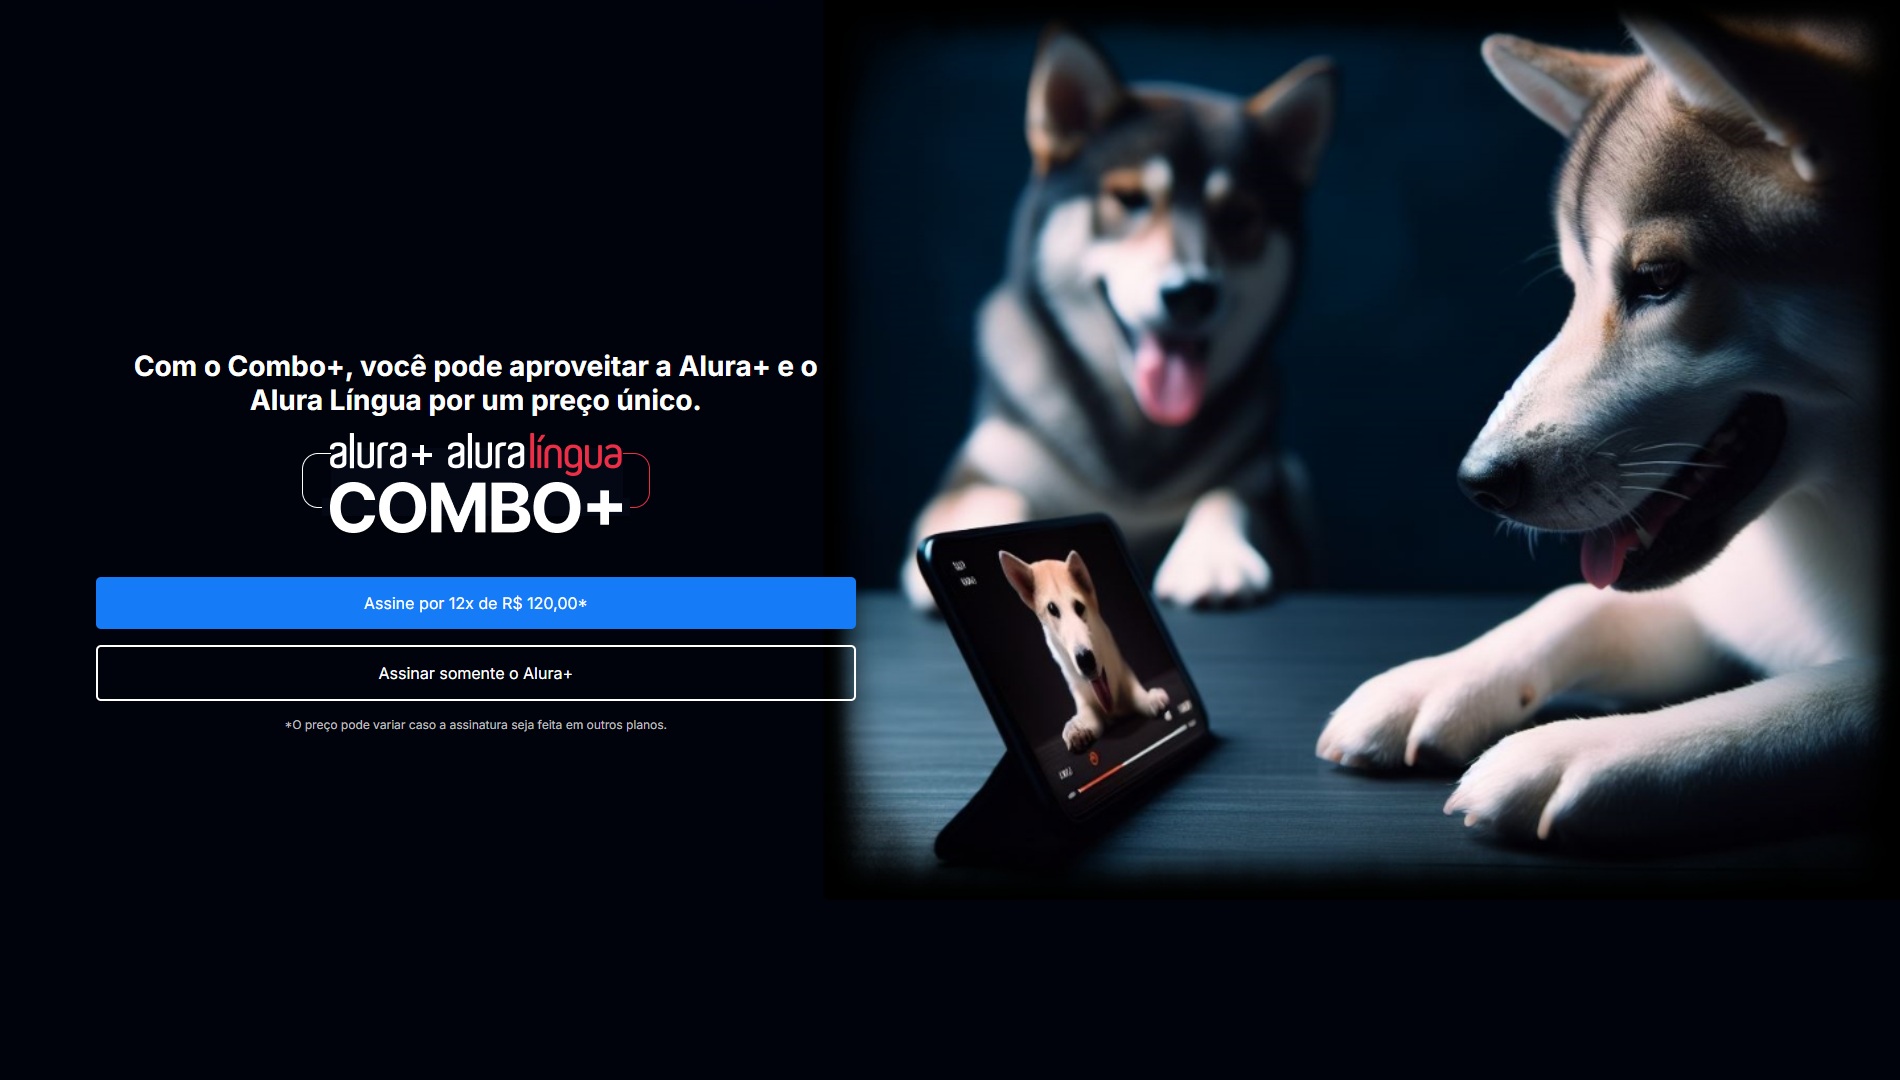 Com o Combo+, você pode aproveitar a Alura+ e o
Alura Língua por um preço único.
alura+ aluralíngua
COMBO+
Assine por 12x de R$ 120,00*
Assinar somente o Alura+
*O preço pode variar caso a assinatura seja feita em outros planos.